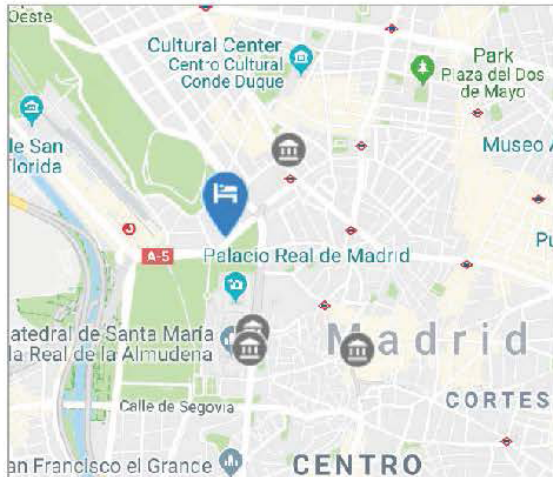 Oeste
Cultural Center
Centro Cultural
Conde Duque
Park
Plaza del Dos
de Mayo
le San
Florida
Museo A
A-5
Palacio Real de Madrid
Pu
atedral de Santa María
la Real de la Almudena
Madrid
CORTES
Calle de Segovia
an Francisco el Grande
CENTRO